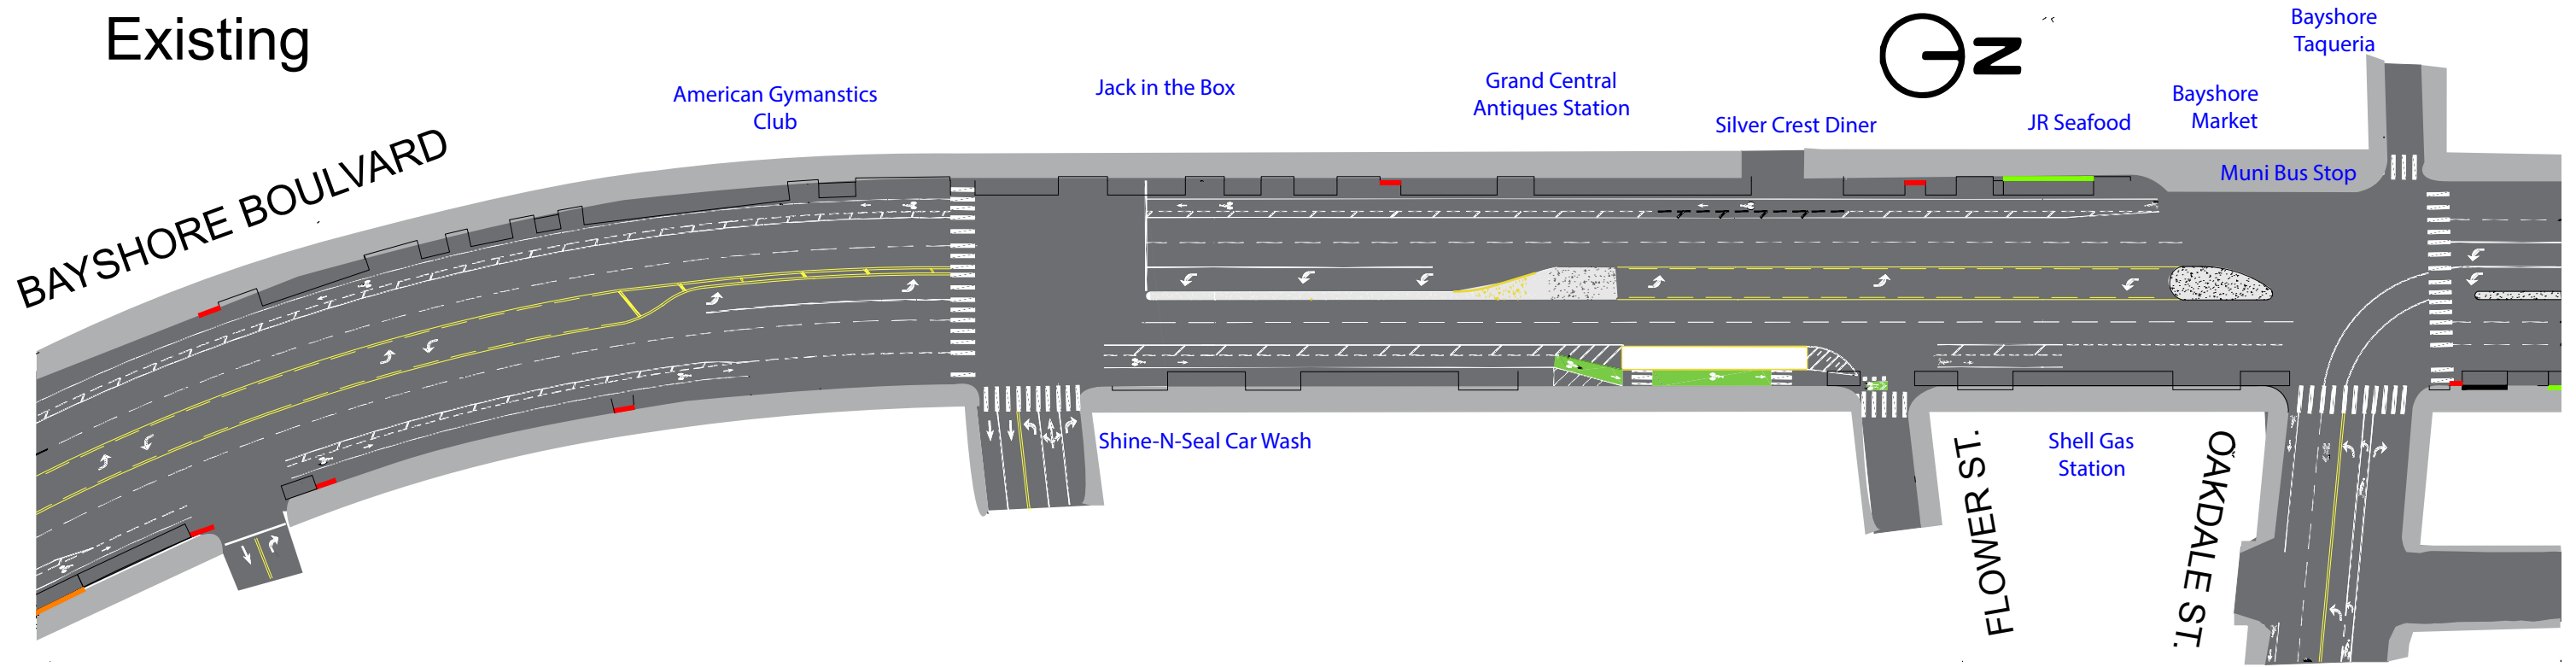 Existing
BAYSHORE BOULVARD
American Gymanstics
Club
Jack in the Box
Grand Central
Antiques Station
Silver Crest Diner
N
JR Seafood
Bayshore
Market
Bayshore
Taqueria
Muni Bus Stop
Shine-N-Seal Car Wash
FLOWER ST.
Shell Gas
Station
OAKDALE ST.